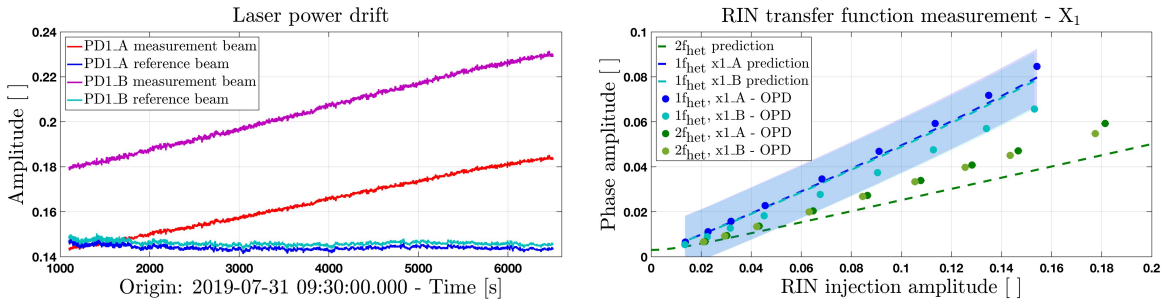 Laser power drift
Amplitude [ ]
0.24
0.22
0.2
0.18
0.16
0.14
PD1_A measurement beam
PD1_A reference beam
PD1_B measurement beam
PD1_B reference beam
1000 2000 3000 4000 5000 6000
Origin: 2019-07-31 09:30:00.000 - Time [s]
RIN transfer function measurement - X1
Phase amplitude [ ]
0.1
0.08
0.06
0.04
0.02
0
2fhet prediction
1fhet x1_A prediction
1fhet x1_B prediction
1fhet, x1_A - OPD
1fhet, x1_B - OPD
2fhet, x1_A - OPD
2fhet, x1_B - OPD
0 0.02 0.04 0.06 0.08 0.1 0.12 0.14 0.16 0.18 0.2
RIN injection amplitude [ ]